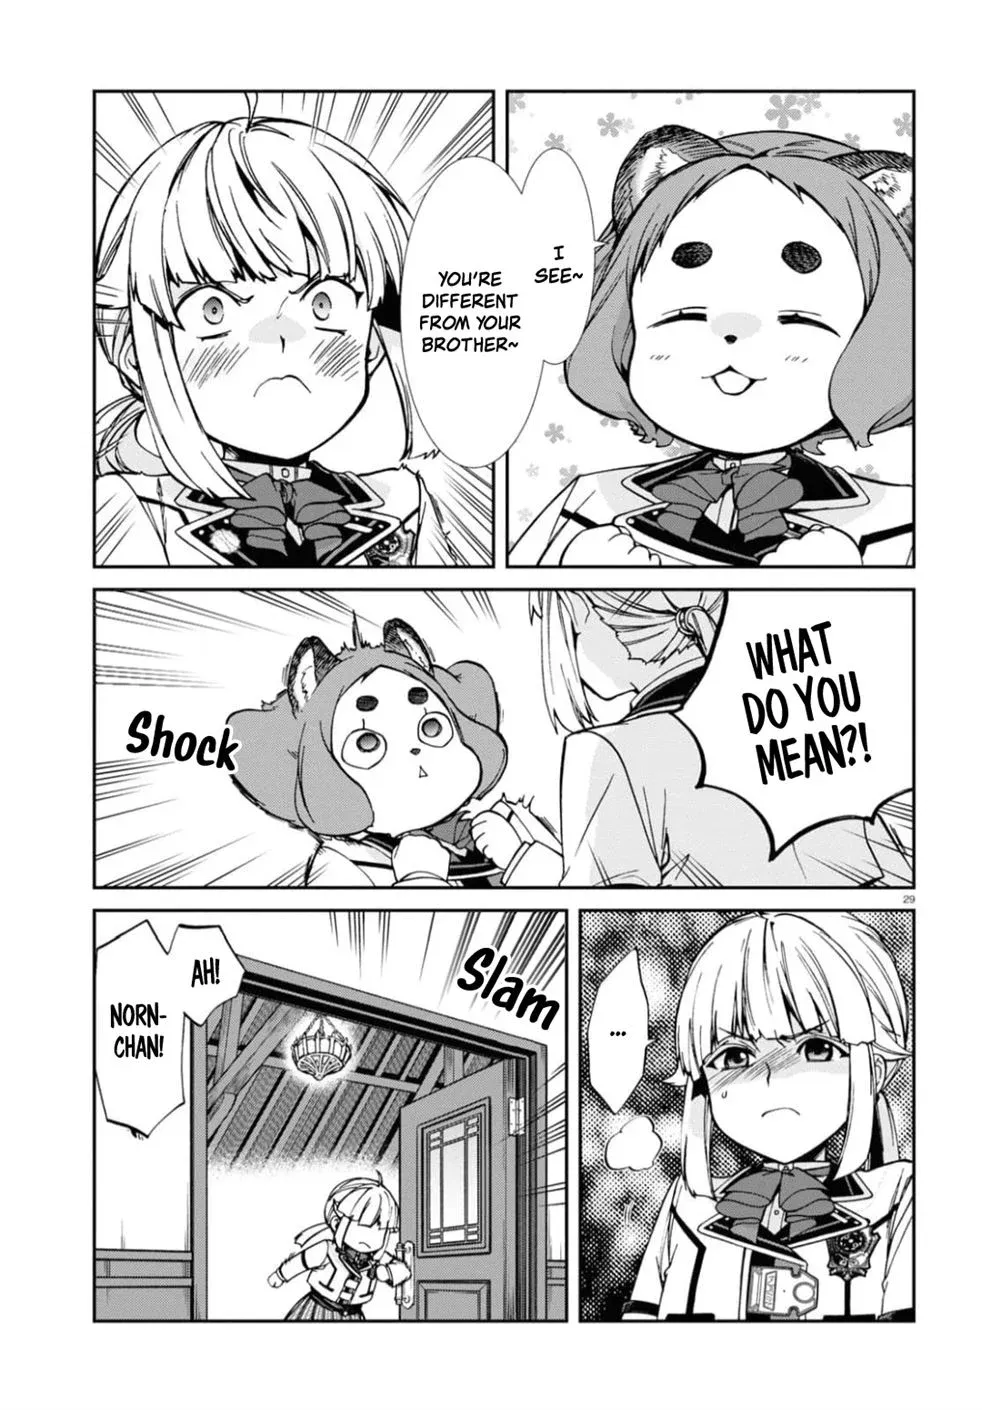 I
SEE~
YOU'RE
DIFFERENT
FROM YOUR
BROTHER~
WHAT
DO YOU
MEAN?!
Shock
29
...
Slam
AH!
NORN-
CHAN!